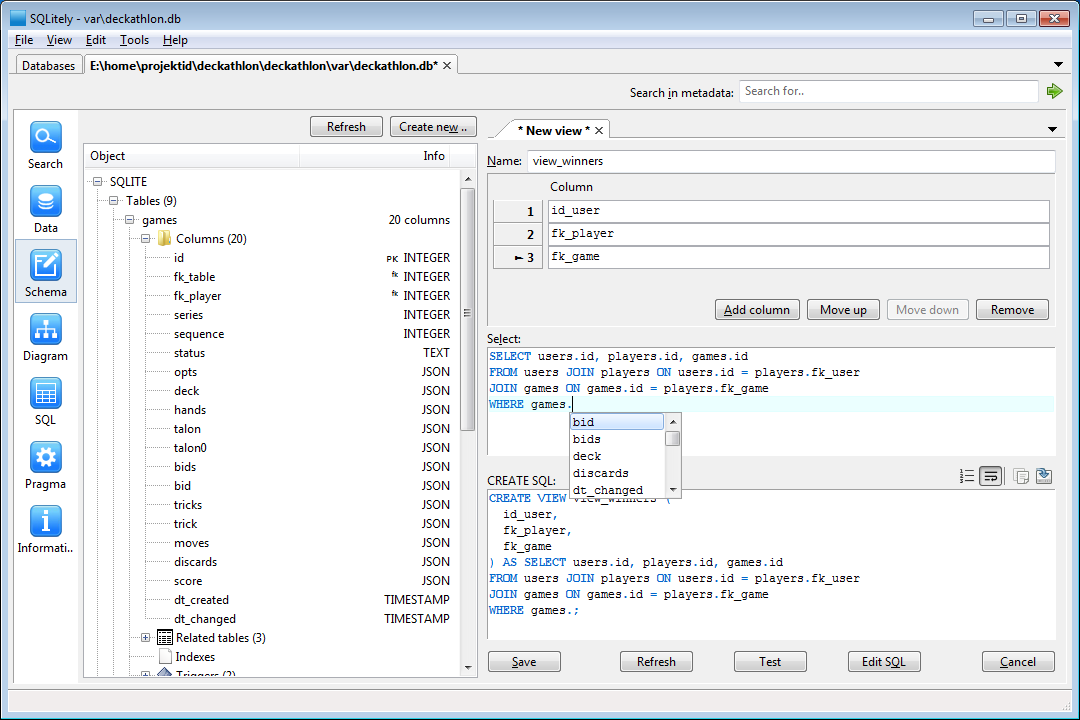 SQLitely - var\deckathlon.db
File View Edit Tools Help
Databases E:\home\projektid\deckathlon\deckathlon\var\deckathlon.db*
Search in metadata: Search for..
Search
Data
Schema
Diagram
SQL
Pragma
Informati..
Refresh Create new ..
Object Info
SQLITE
Tables (9)
games 20 columns
Columns (20)
id PK INTEGER
fk_table fk INTEGER
fk_player fk INTEGER
series INTEGER
sequence INTEGER
status TEXT
opts JSON
deck JSON
hands JSON
talon JSON
talon0 JSON
bids JSON
bid JSON
tricks JSON
trick JSON
moves JSON
discards JSON
score JSON
dt_created TIMESTAMP
dt_changed TIMESTAMP
Related tables (3)
Indexes
Triggers (2)
* New view *
Name: view_winners
Column
1 id_user
2 fk_player
3 fk_game
Add column Move up Move down Remove
Select:
SELECT users.id, players.id, games.id
FROM users JOIN players ON users.id = players.fk_user
JOIN games ON games.id = players.fk_game
WHERE games.
bid
bids
deck
discards
dt_changed
CREATE SQL:
CREATE VIEW view_winners (
id_user,
fk_player,
fk_game
) AS SELECT users.id, players.id, games.id
FROM users JOIN players ON users.id = players.fk_user
JOIN games ON games.id = players.fk_game
WHERE games.;
Save Refresh Test Edit SQL Cancel